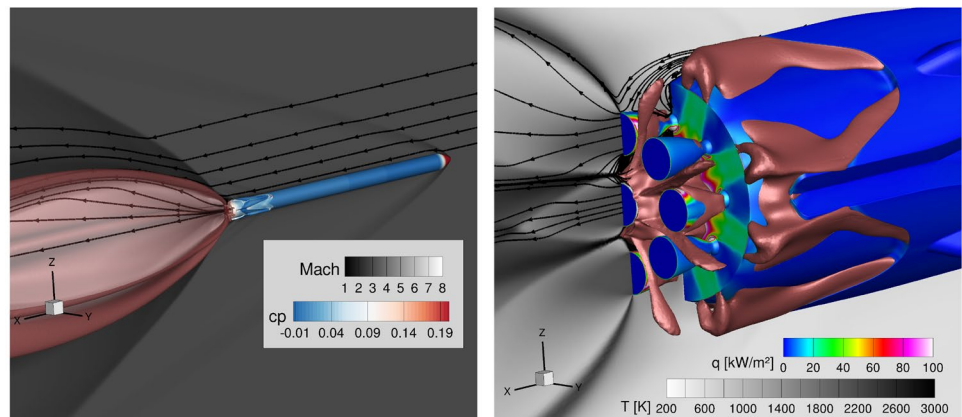 Z
X
Y
Mach
1 2 3 4 5 6 7 8
cp
-0.01 0.04 0.09 0.14 0.19
Z
X
Y
q [kW/m²]
0 20 40 60 80 100
T [K]
200 600 1000 1400 1800 2200 2600 3000